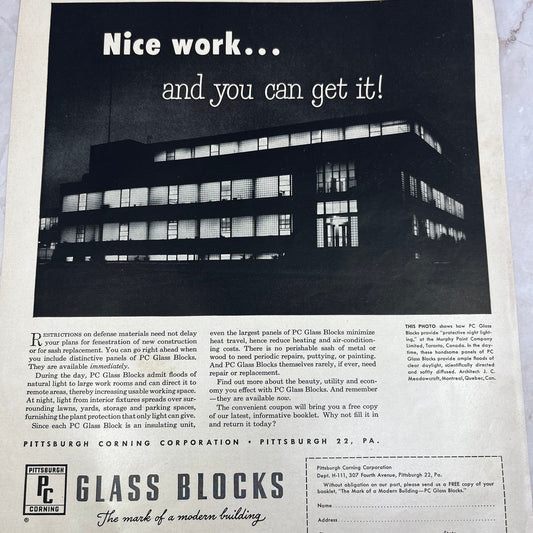 Nice work...
and you can get it!
RESTRICTIONS on defense materials need not delay
your plans for fenestration of new construction
or for sash replacement. You can go right ahead when
you include distinctive panels of PC Glass Blocks.
They are available immediately.
During the day, PC Glass Blocks admit floods of
natural light to large work rooms and can direct it to
remote areas, thereby increasing usable working space.
At night, light from interior fixtures spreads over sur-
rounding lawns, yards, storage and parking spaces,
furnishing the plant protection that only light can give.
Since each PC Glass Block is an insulating unit,
even the largest panels of PC Glass Blocks minimize
heat travel, hence reduce heating and air-condition-
ing costs. There is no perishable sash of metal or
wood to need periodic repairs, puttying, or painting.
And PC Glass Blocks themselves rarely, if ever, need
repair or replacement.
Find out more about the beauty, utility and econ-
omy you effect with PC Glass Blocks. And remember
—they are available now.
The convenient coupon will bring you a free copy
of our latest, informative booklet. Why not fill it in
and return it today?
THIS PHOTO shows how PC Glass
Blocks provide "protective night light-
ing," at the Murphy Paint Company
Limited, Toronto, Canada. In the day-
time, these handsome panels of PC
Glass Blocks provide ample floods of
clear daylight, scientifically directed
and softly diffused. Architect J. C.
Meadowcroft, Montreal, Quebec, Can.
PITTSBURGH CORNING CORPORATION • PITTSBURGH 22, PA.
PITTSBURGH
PC
CORNING
®
GLASS BLOCKS
The mark of a modern building
Pittsburgh Corning Corporation
Dept. H-111, 307 Fourth Avenue, Pittsburgh 22, Pa.
Without obligation on our part, please send us a FREE copy of your
booklet, "The Mark of a Modern Building—PC Glass Blocks."
Name
Address